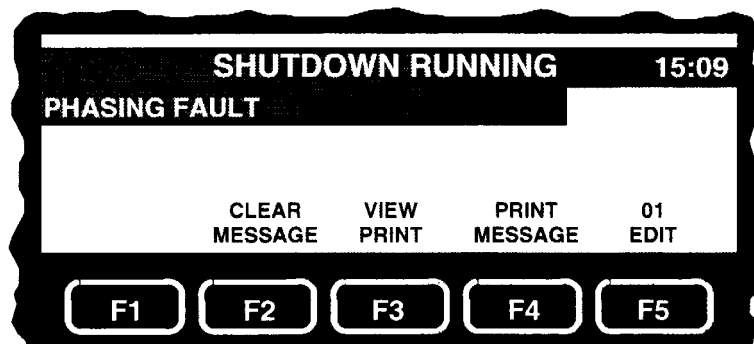 SHUTDOWN RUNNING 15:09
PHASING FAULT
CLEAR VIEW PRINT 01
MESSAGE PRINT MESSAGE EDIT
F1 F2 F3 F4 F5